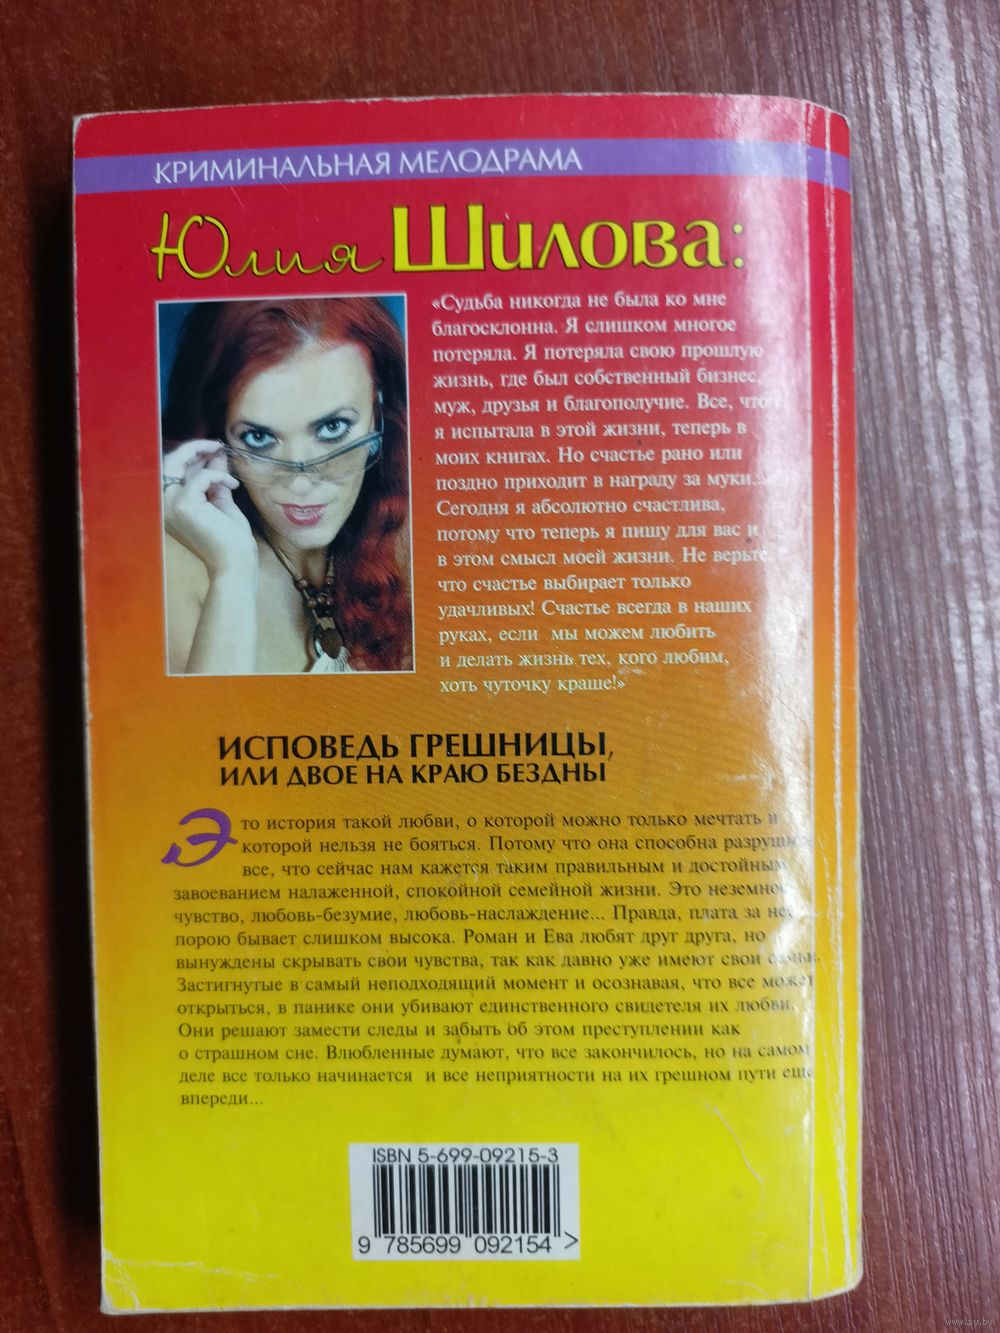 КРИМИНАЛЬНАЯ МЕЛОДРАМА
Юлия Шилова:
«Судьба никогда не была ко мне
благосклонна. Я слишком многое
потеряла. Я потеряла свою прошлую
жизнь, где был собственный бизнес,
муж, друзья и благополучие. Все, что
я испытала в этой жизни, теперь в
моих книгах. Но счастье рано или
поздно приходит в награду за муки...
Сегодня я абсолютно счастлива,
потому что теперь я пишу для вас и
в этом смысл моей жизни. Не верьте,
что счастье выбирает только
удачливых! Счастье всегда в наших
руках, если мы можем любить
и делать жизнь тех, кого любим,
хоть чуточку краше!»
ИСПОВЕДЬ ГРЕШНИЦЫ,
ИЛИ ДВОЕ НА КРАЮ БЕЗДНЫ
Это история такой любви, о которой можно только мечтать и
которой нельзя не бояться. Потому что она способна
все, что сейчас нам кажется таким правильным и достойным
завоеванием налаженной, спокойной семейной жизни. Это неземное
чувство, любовь-безумие, любовь-наслаждение... Правда, плата за нее
порою бывает слишком высока. Роман и Ева любят друг друга, но
вынуждены скрывать свои чувства, так как давно уже имеют свои семьи.
Застигнутые в самый неподходящий момент и осознавая, что все может
открыться, в панике они убивают единственного свидетеля их любви.
Они решают замести следы и забыть об этом преступлении как
о страшном сне. Влюбленные думают, что все закончилось, но на самом
деле все только начинается и все неприятности на их грешном пути еще
впереди...
ISBN 5-699-09215-3
9 785699 092154 >
www.ay.by